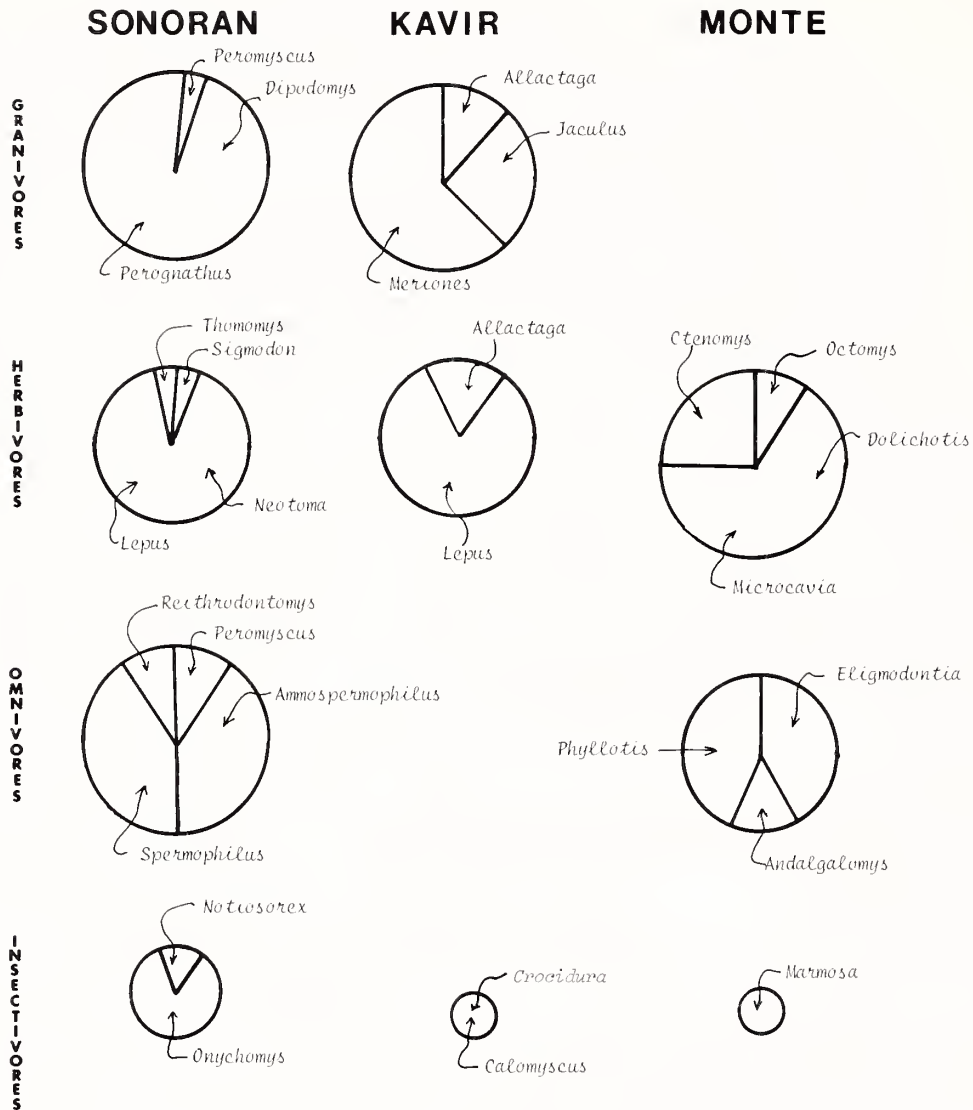 SONORAN KAVIR MONTE
GRANIVORES
Peromyscus
Dipodomys
Perognathus
Allactaga
Jaculus
Meriones
HERBIVORES
Thomomys
Sigmodon
Neotoma
Lepus
Allactaga
Lepus
Ctenomys
Octomys
Dolichotis
Microcavia
OMNIVORES
Reithrodontomys
Peromyscus
Ammospermophilus
Spermophilus
Eligmodontia
Phyllotis
Andalgalomys
INSECTIVORES
Notiosorex
Onychomys
Crocidura
Calomyscus
Marmosa